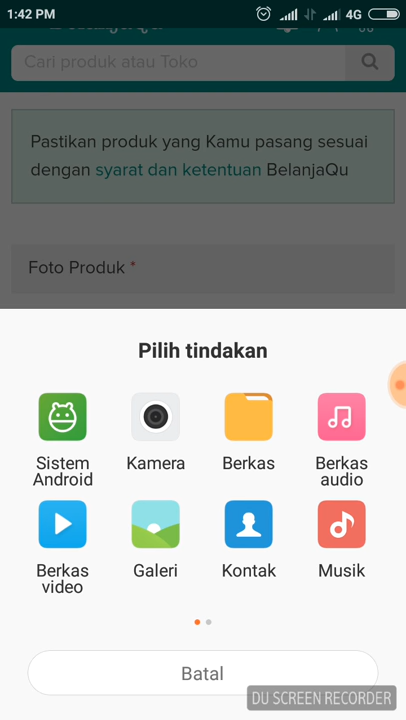 1:42 PM 4G
Cari produk atau Toko
Pastikan produk yang Kamu pasang sesuai
dengan syarat dan ketentuan BelanjaQu
Foto Produk *
Pilih tindakan
Sistem
Android
Kamera
Berkas
Berkas
audio
Berkas
video
Galeri
Kontak
Musik
Batal
DU SCREEN RECORDER